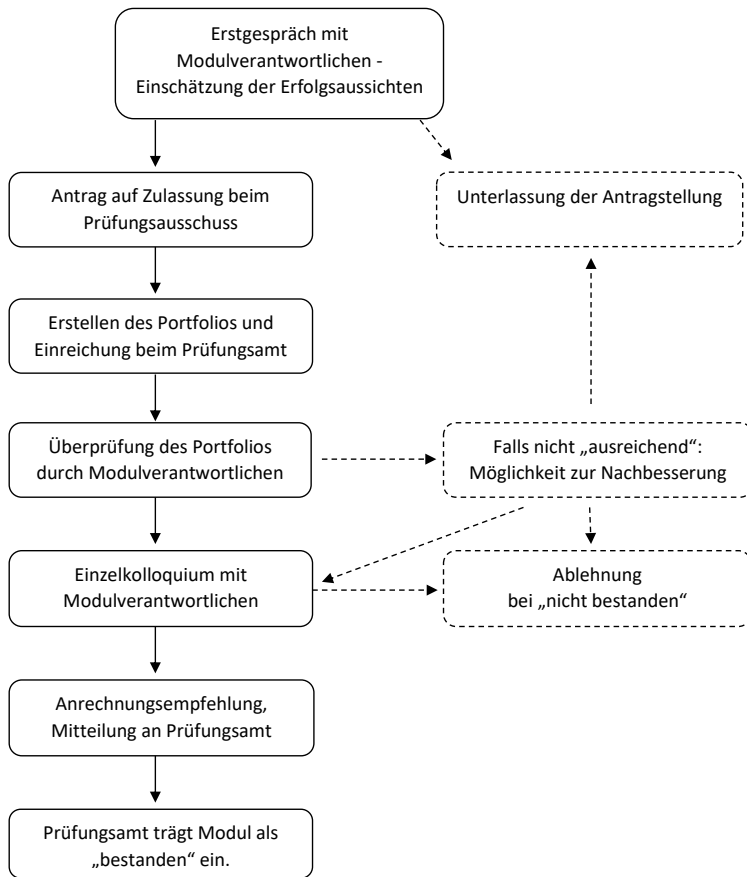 Erstgespräch mit
Modulverantwortlichen -
Einschätzung der Erfolgsaussichten
Antrag auf Zulassung beim
Prüfungsausschuss
Unterlassung der Antragstellung
Erstellen des Portfolios und
Einreichung beim Prüfungsamt
Überprüfung des Portfolios
durch Modulverantwortlichen
Falls nicht „ausreichend“:
Möglichkeit zur Nachbesserung
Einzelkolloquium mit
Modulverantwortlichen
Ablehnung
bei „nicht bestanden“
Anrechnungsempfehlung,
Mitteilung an Prüfungsamt
Prüfungsamt trägt Modul als
„bestanden“ ein.